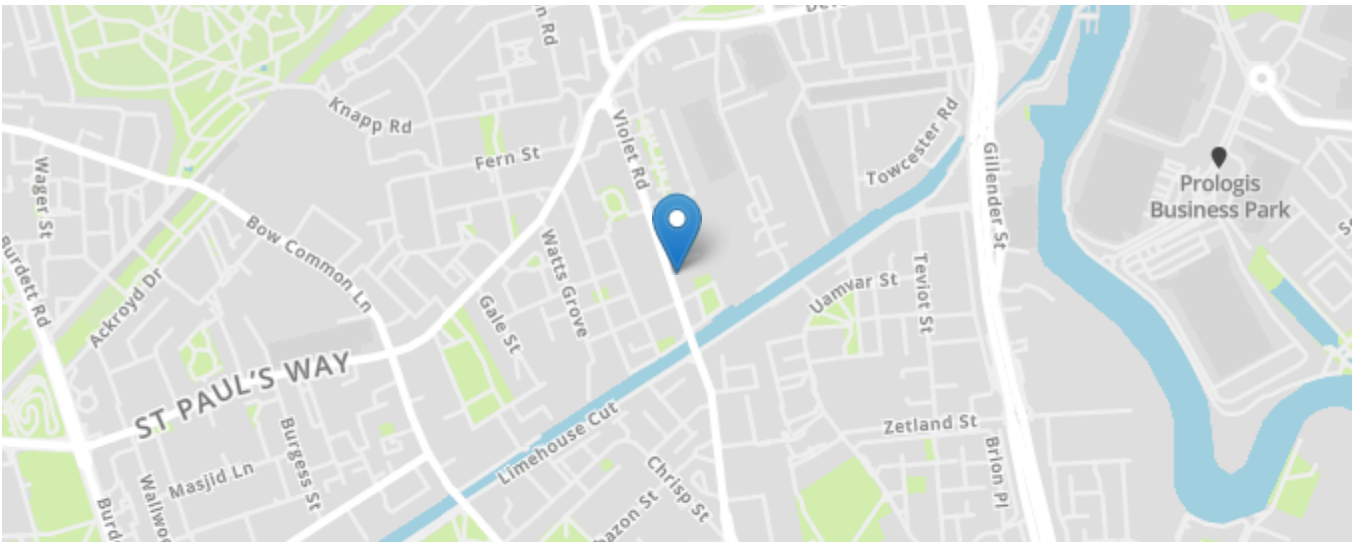 Knapp Rd
Fern St
Violet Rd
Towcester Rd
Gillender St
Prologis
Business Park
Wager St
Burdett Rd
Ackroyd Dr
Bow Common Ln
Watts Grove
Gale St
Uamvar St
Teviot St
ST PAUL'S WAY
Limehouse Cut
Zetland St
Brion Pl
Burgess St
Masjid Ln
Chrisp St